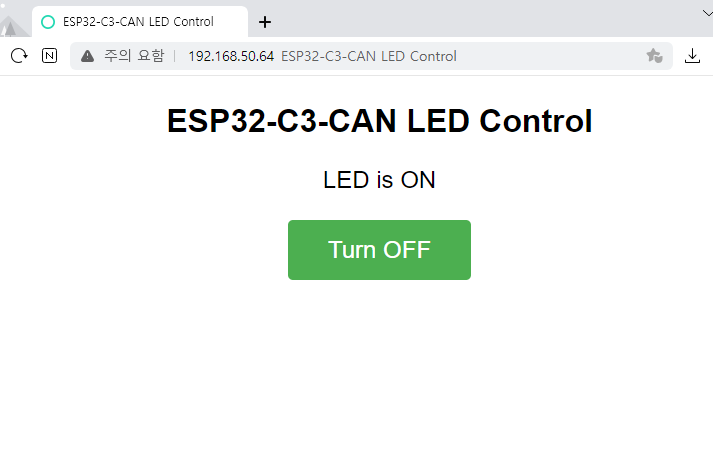 ESP32-C3-CAN LED Control
N 주의 요함 192.168.50.64 ESP32-C3-CAN LED Control
ESP32-C3-CAN LED Control
LED is ON
Turn OFF